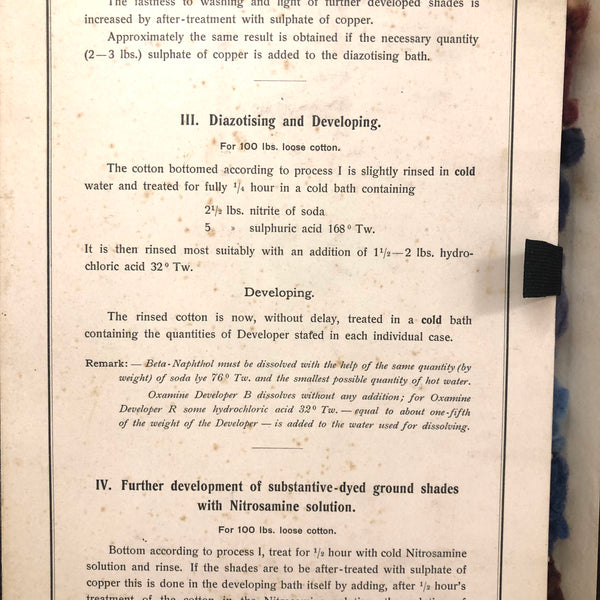 The fastness to washing and light of further developed shades is
increased by after-treatment with sulphate of copper.
Approximately the same result is obtained if the necessary quantity
(2—3 lbs.) sulphate of copper is added to the diazotising bath.
III. Diazotising and Developing.
For 100 lbs. loose cotton.
The cotton bottomed according to process I is slightly rinsed in cold
water and treated for fully 1/4 hour in a cold bath containing
2 1/2 lbs. nitrite of soda
5 » sulphuric acid 168° Tw.
It is then rinsed most suitably with an addition of 1 1/2—2 lbs. hydro-
chloric acid 32° Tw.
Developing.
The rinsed cotton is now, without delay, treated in a cold bath
containing the quantities of Developer stated in each individual case.
Remark: — Beta-Naphthol must be dissolved with the help of the same quantity (by
weight) of soda lye 76° Tw. and the smallest possible quantity of hot water.
Oxamine Developer B dissolves without any addition; for Oxamine
Developer R some hydrochloric acid 32° Tw. — equal to about one-fifth
of the weight of the Developer — is added to the water used for dissolving.
IV. Further development of substantive-dyed ground shades
with Nitrosamine solution.
For 100 lbs. loose cotton.
Bottom according to process I, treat for 1/2 hour with cold Nitrosamine
solution and rinse. If the shades are to be after-treated with sulphate of
copper this is done in the developing bath itself by adding, after 1/2 hour's
treatment of the cotton in the Nitrosamine solution, the solution of